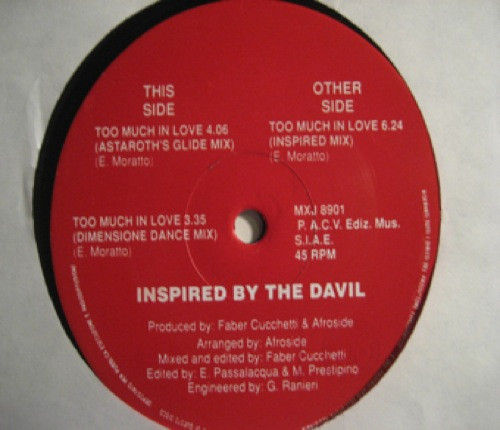 THIS
SIDE
TOO MUCH IN LOVE 4.06
(ASTAROTH'S GLIDE MIX)
(E. Moratto)
TOO MUCH IN LOVE 3.35
(DIMENSIONE DANCE MIX)
(E. Moratto)
OTHER
SIDE
TOO MUCH IN LOVE 6.24
(INSPIRED MIX)
(E. Moratto)
MXJ 8901
P. A.C.V. Ediz. Mus.
S.I.A.E.
45 RPM
INSPIRED BY THE DAVIL
Produced by: Faber Cucchetti & Afroside
Arranged by: Afroside
Mixed and edited by: Faber Cucchetti
Edited by: E. Passalacqua & M. Prestipino
Engineered by: G. Ranieri